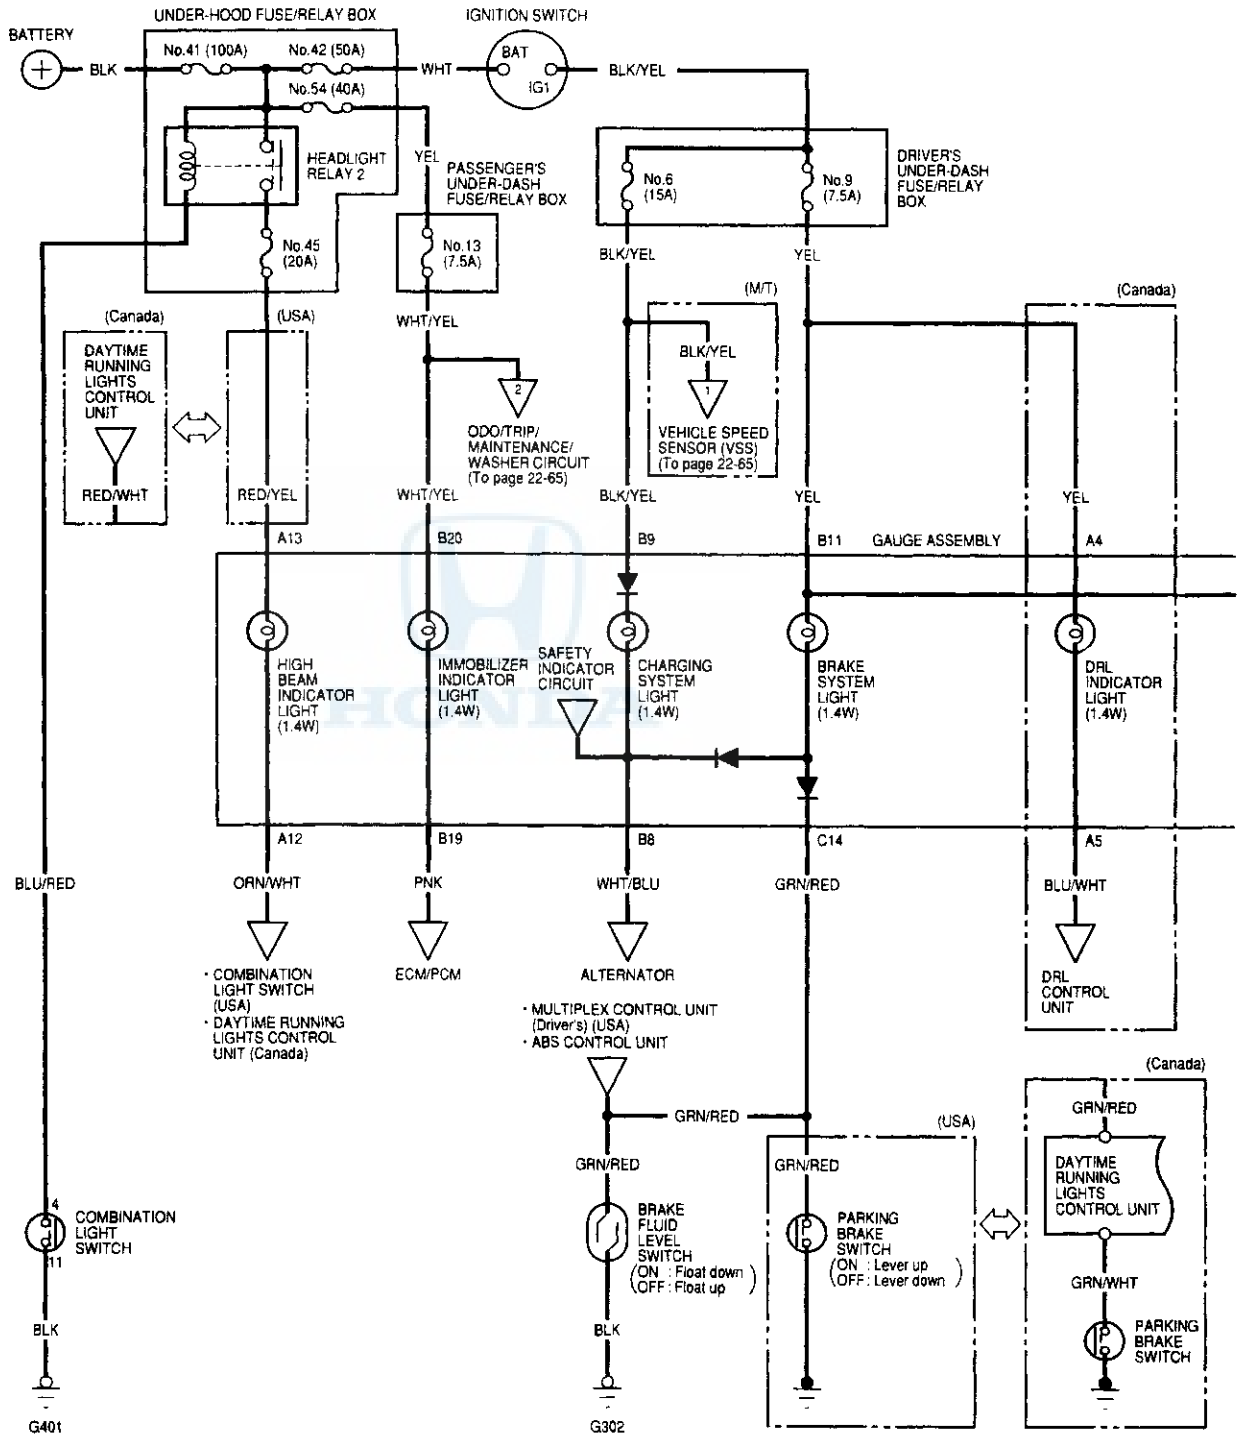 UNDER-HOOD FUSE/RELAY BOX
IGNITION SWITCH
BATTERY
No.41 (100A)
No.42 (50A)
BAT
BLK
WHT
BLK/YEL
IG1
No.54 (40A)
HEADLIGHT
RELAY 2
YEL
PASSENGER'S
UNDER-DASH
FUSE/RELAY BOX
DRIVER'S
UNDER-DASH
FUSE/RELAY
BOX
No.6
(15A)
No.9
(7.5A)
No.45
(20A)
No.13
(7.5A)
BLK/YEL
YEL
(M/T)
(Canada)
(Canada)
(USA)
WHT/YEL
DAYTIME
RUNNING
LIGHTS
CONTROL
UNIT
BLK/YEL
2
1
ODO/TRIP/
MAINTENANCE/
WASHER CIRCUIT
(To page 22-65)
VEHICLE SPEED
SENSOR (VSS)
(To page 22-65)
RED/WHT
RED/YEL
WHT/YEL
BLK/YEL
YEL
YEL
A13
B20
B9
B11
GAUGE ASSEMBLY
A4
HIGH
BEAM
INDICATOR
LIGHT
(1.4W)
IMMOBILIZER
INDICATOR
LIGHT
(1.4W)
SAFETY
INDICATOR
CIRCUIT
CHARGING
SYSTEM
LIGHT
(1.4W)
BRAKE
SYSTEM
LIGHT
(1.4W)
DRL
INDICATOR
LIGHT
(1.4W)
HONDA
A12
B19
B8
C14
A5
BLU/RED
ORN/WHT
PNK
WHT/BLU
GRN/RED
BLU/WHT
· COMBINATION
LIGHT SWITCH
(USA)
· DAYTIME RUNNING
LIGHTS CONTROL
UNIT (Canada)
ECM/PCM
ALTERNATOR
DRL
CONTROL
UNIT
· MULTIPLEX CONTROL UNIT
(Driver's) (USA)
· ABS CONTROL UNIT
(Canada)
GRN/RED
GRN/RED
(USA)
GRN/RED
GRN/RED
DAYTIME
RUNNING
LIGHTS
CONTROL UNIT
4
COMBINATION
LIGHT
SWITCH
11
BRAKE
FLUID
LEVEL
SWITCH
(ON : Float down
OFF : Float up)
PARKING
BRAKE
SWITCH
(ON : Lever up
OFF : Lever down)
GRN/WHT
BLK
BLK
PARKING
BRAKE
SWITCH
G401
G302